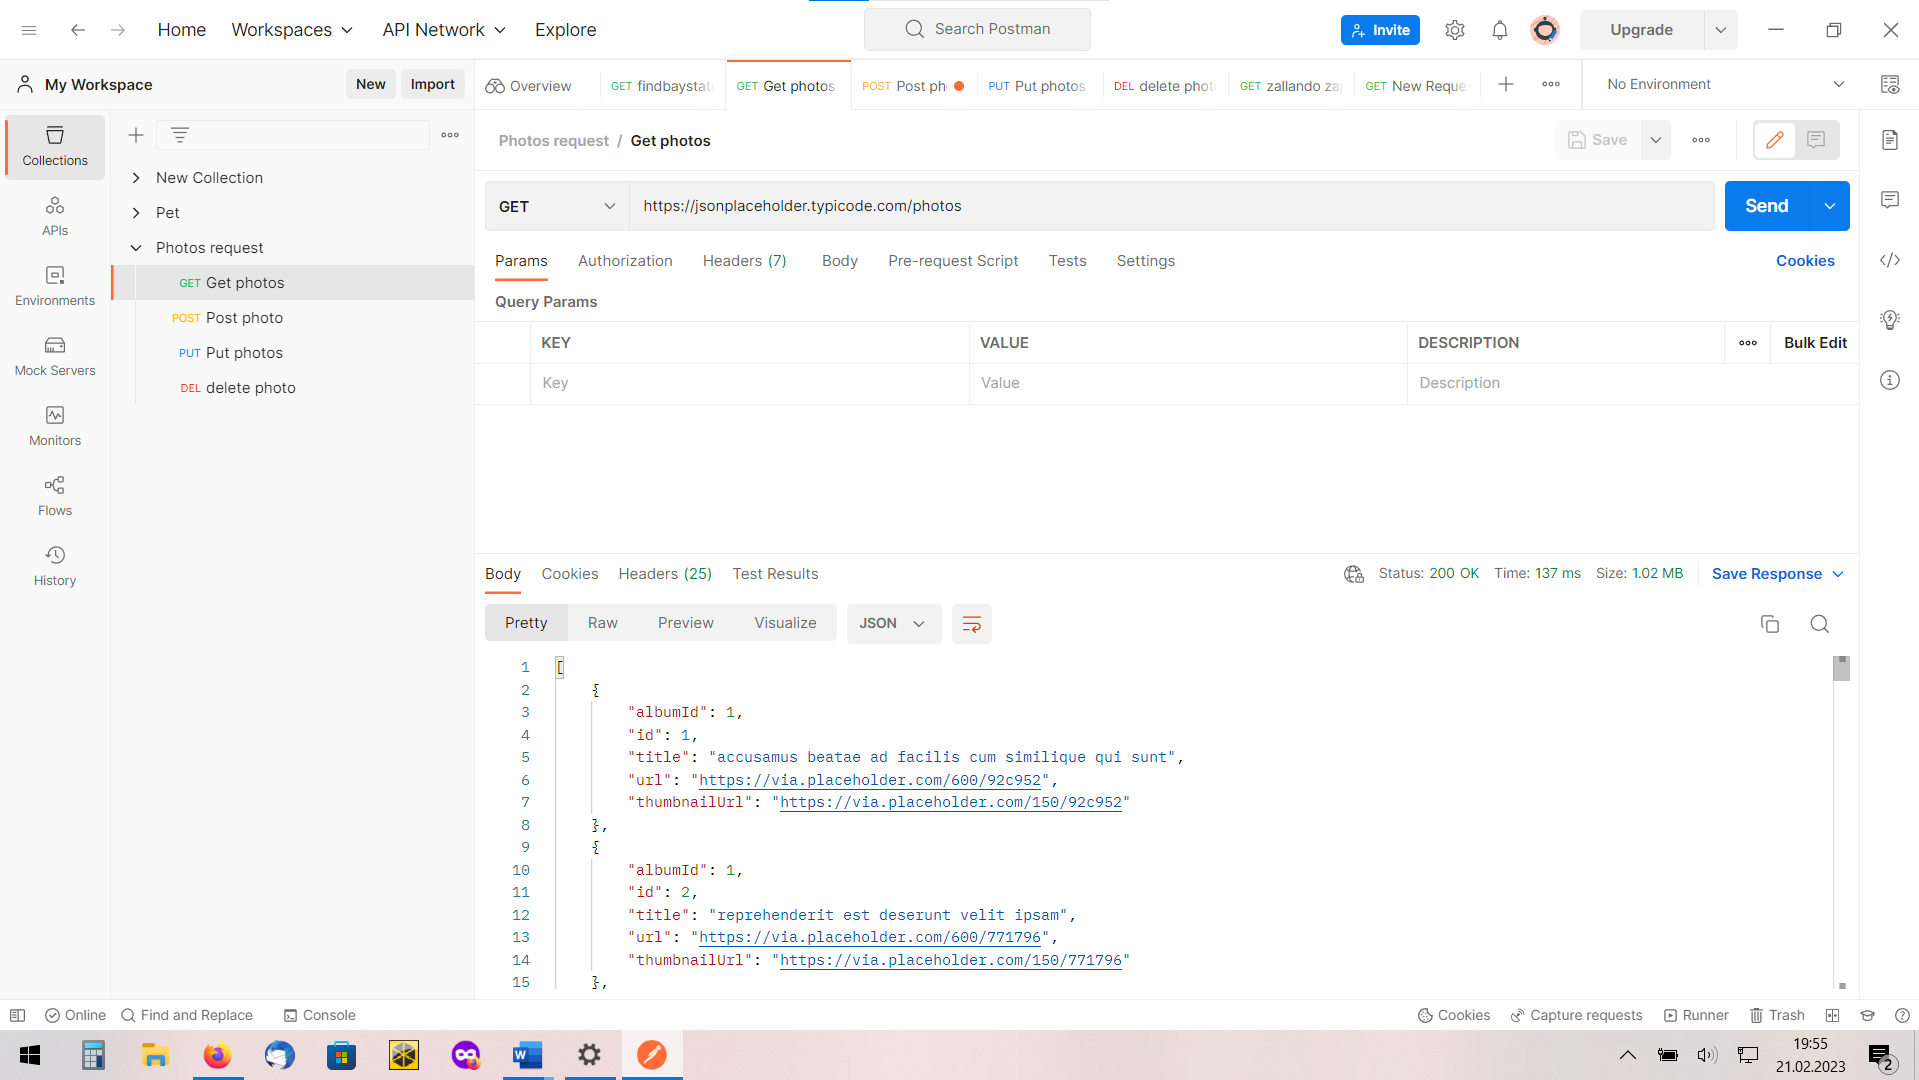 Home Workspaces API Network Explore Search Postman Invite Upgrade
My Workspace New Import Overview GET findbaystat GET Get photos POST Post ph PUT Put photos DEL delete phot GET zallando za GET New Reque No Environment
Photos request / Get photos Save
Collections
New Collection
Pet
Photos request
GET Get photos
POST Post photo
PUT Put photos
DEL delete photo
APIs
Environments
Mock Servers
Monitors
Flows
History
GET https://jsonplaceholder.typicode.com/photos Send
Params Authorization Headers (7) Body Pre-request Script Tests Settings Cookies
Query Params
KEY VALUE DESCRIPTION Bulk Edit
Key Value Description
Body Cookies Headers (25) Test Results Status: 200 OK Time: 137 ms Size: 1.02 MB Save Response
Pretty Raw Preview Visualize JSON
1 [
2 {
3 "albumId": 1,
4 "id": 1,
5 "title": "accusamus beatae ad facilis cum similique qui sunt",
6 "url": "https://via.placeholder.com/600/92c952",
7 "thumbnailUrl": "https://via.placeholder.com/150/92c952"
8 },
9 {
10 "albumId": 1,
11 "id": 2,
12 "title": "reprehenderit est deserunt velit ipsam",
13 "url": "https://via.placeholder.com/600/771796",
14 "thumbnailUrl": "https://via.placeholder.com/150/771796"
15 },
Online Find and Replace Console Cookies Capture requests Runner Trash
19:55
21.02.2023
2